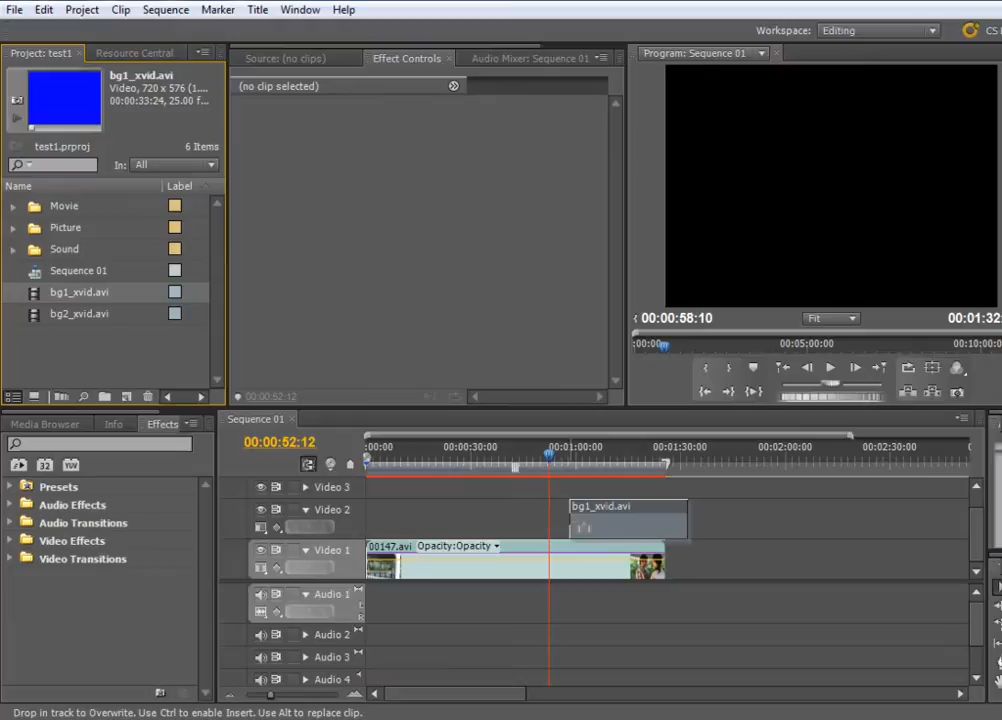 File Edit Project Clip Sequence Marker Title Window Help
Workspace: Editing CS
Project: test1 Resource Central
Source: (no clips) Effect Controls Audio Mixer: Sequence 01
Program: Sequence 01
bg1_xvid.avi
Video, 720 x 576 (1....
00:00:33:24, 25.00 f...
(no clip selected)
test1.prproj 6 Items
In: All
Name Label
Movie
Picture
Sound
Sequence 01
bg1_xvid.avi
bg2_xvid.avi
00:00:52:12
00:00:58:10 Fit 00:01:32
;00:00 00:05:00:00 00:10:00
Media Browser Info Effects
Presets
Audio Effects
Audio Transitions
Video Effects
Video Transitions
Sequence 01
00:00:52:12
:00:00 00:00:30:00 00:01:00:00 00:01:30:00 00:02:00:00 00:02:30:00
Video 3
Video 2
bg1_xvid.avi
Video 1
00147.avi Opacity:Opacity
Audio 1
L
R
Audio 2
Audio 3
Audio 4
32 YUV
Drop in track to Overwrite. Use Ctrl to enable Insert. Use Alt to replace clip.